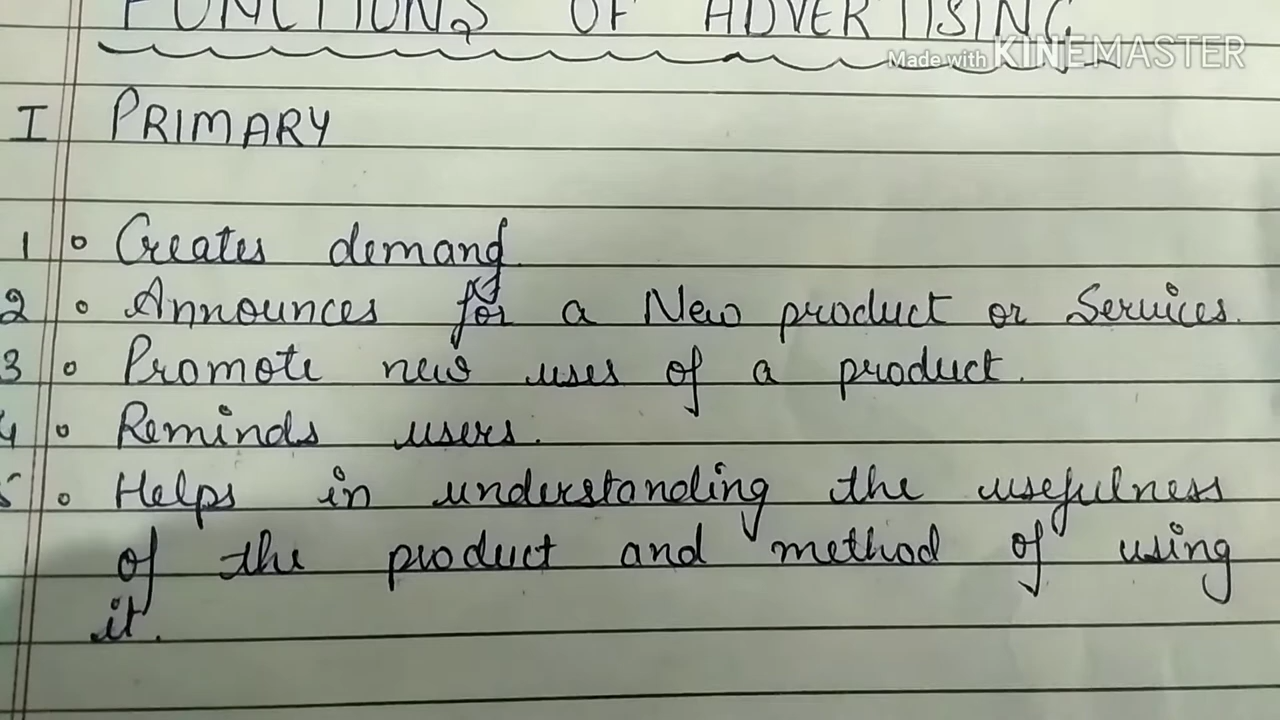 FUNCTIONS OF ADVERTISING
Made with KINEMASTER
I PRIMARY
1 Creates demand
2 Announces for a New product or Services.
3 Promote new uses of a product.
4 Reminds users.
5 Helps in understanding the usefulness
of the product and method of using
it.